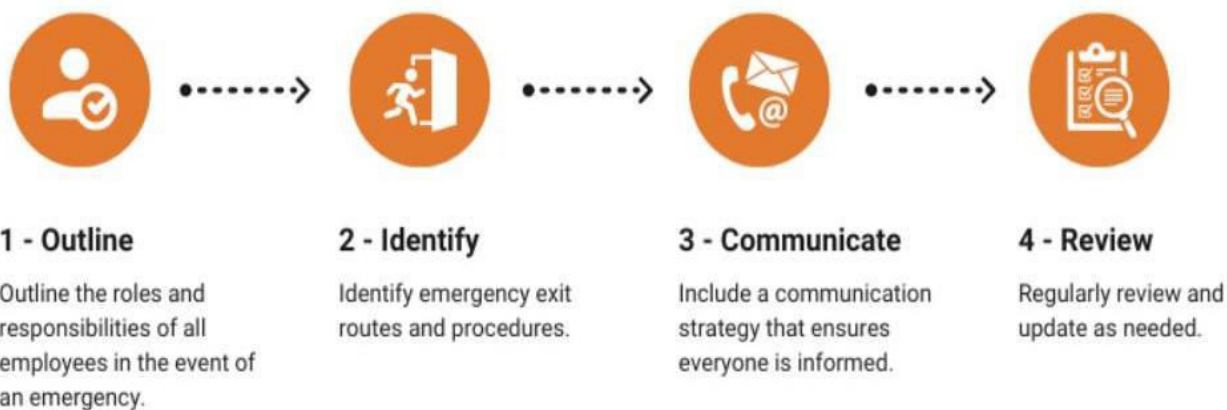 1 - Outline
Outline the roles and
responsibilities of all
employees in the event of
an emergency.
2 - Identify
Identify emergency exit
routes and procedures.
3 - Communicate
Include a communication
strategy that ensures
everyone is informed.
4 - Review
Regularly review and
update as needed.
@